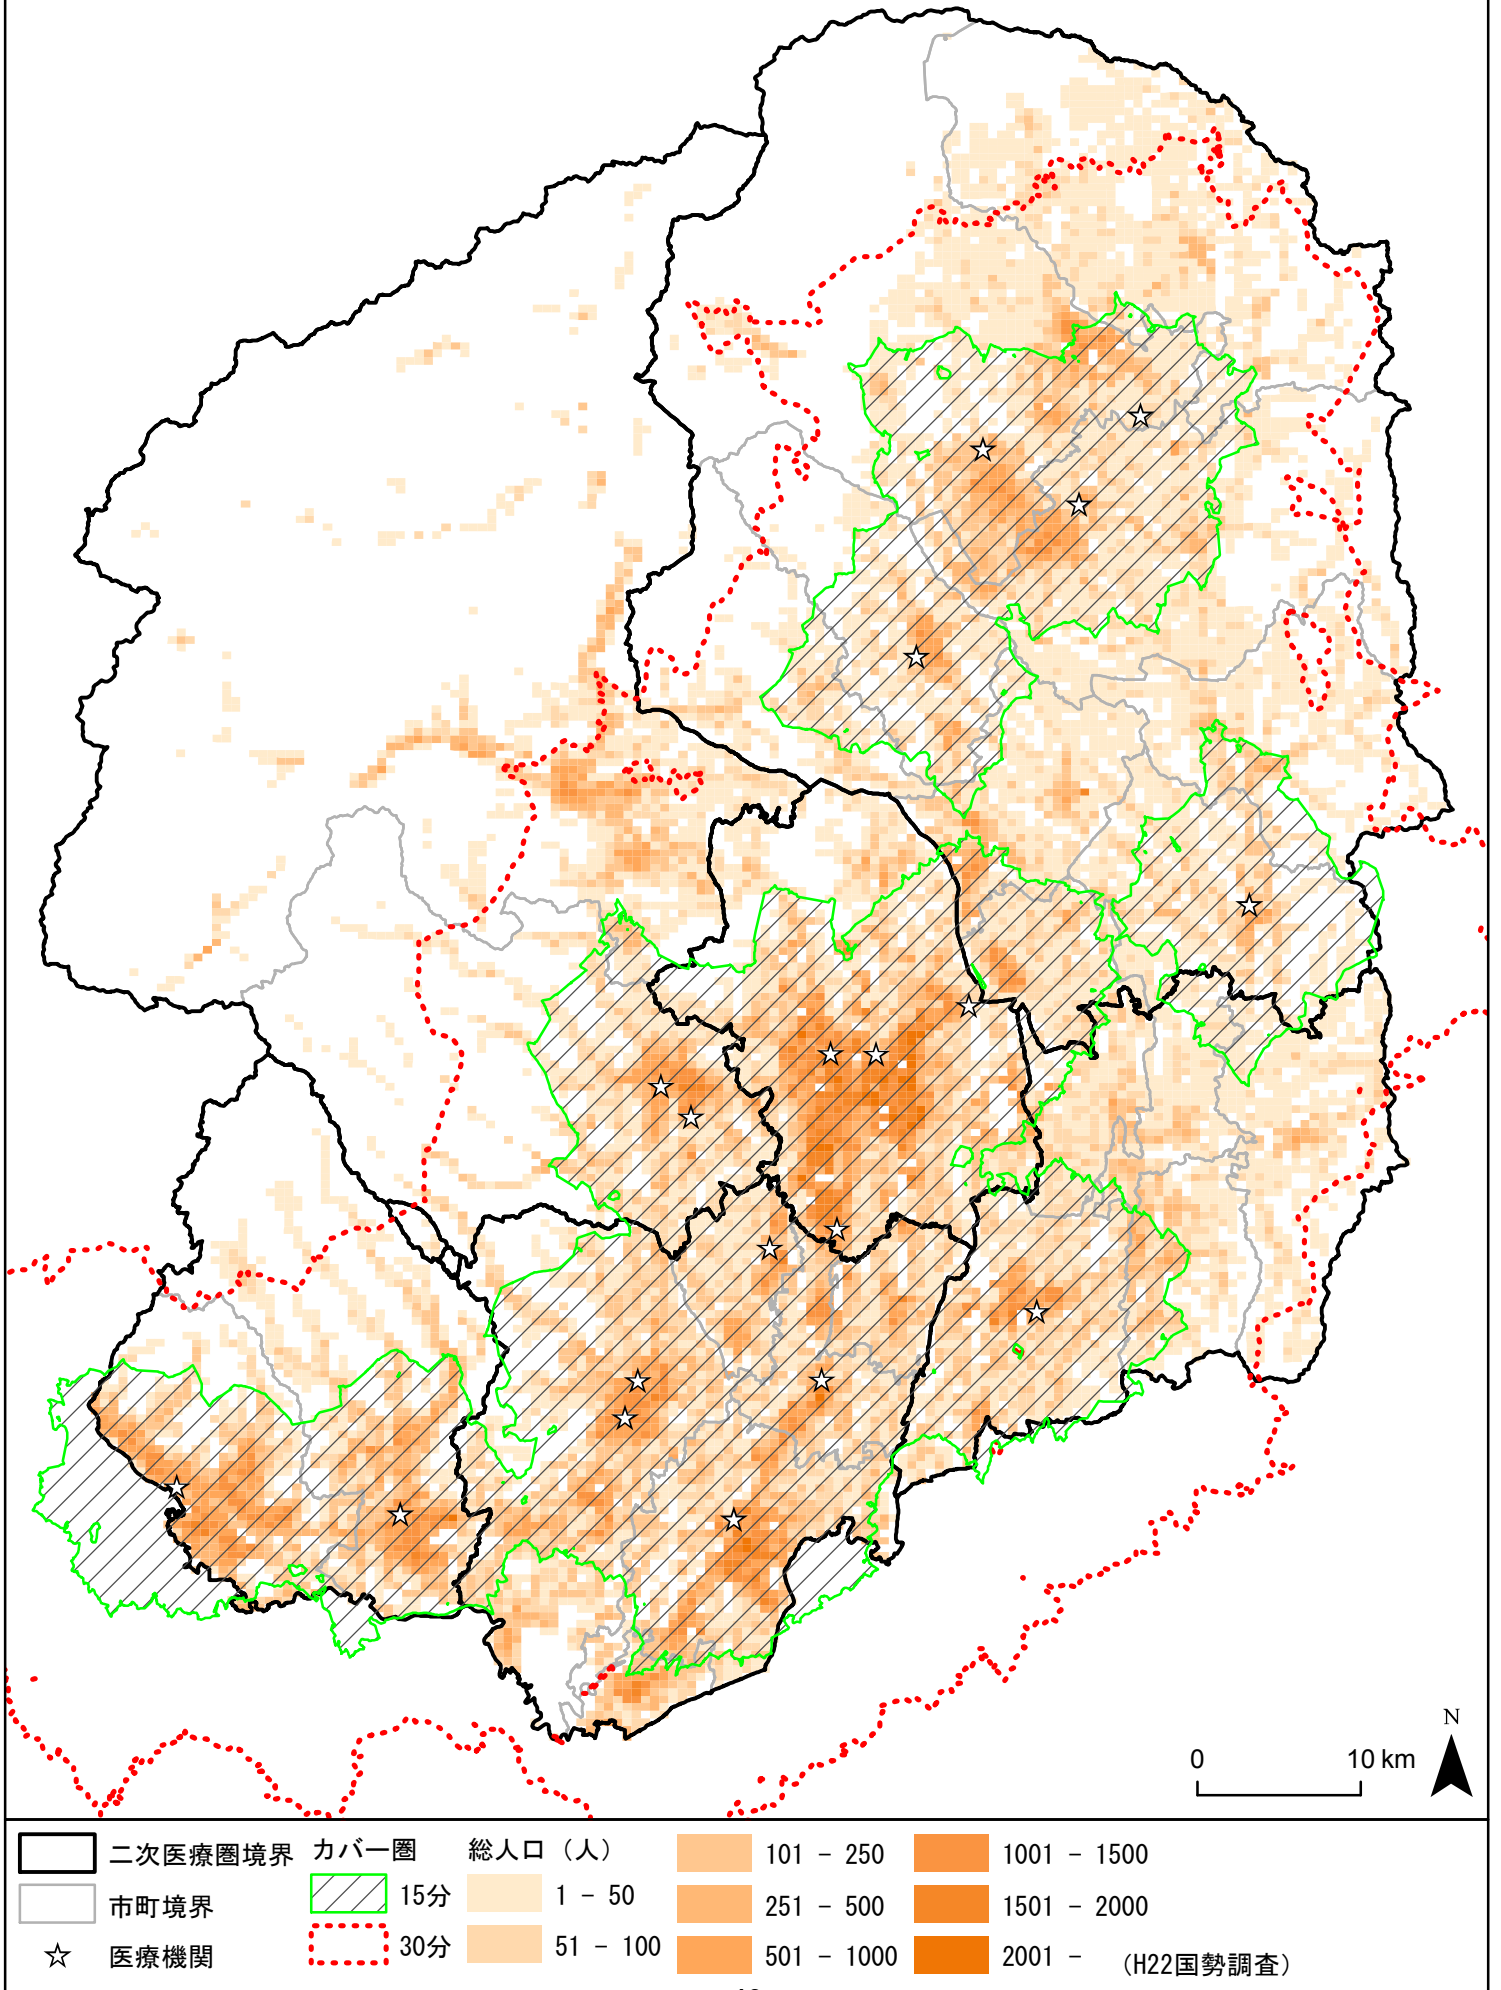 N
0 10 km
二次医療圏境界 カバー圏 総人口（人） 101 - 250 1001 - 1500
市町境界 15分 1 - 50 251 - 500 1501 - 2000
医療機関 30分 51 - 100 501 - 1000 2001 - （H22国勢調査）